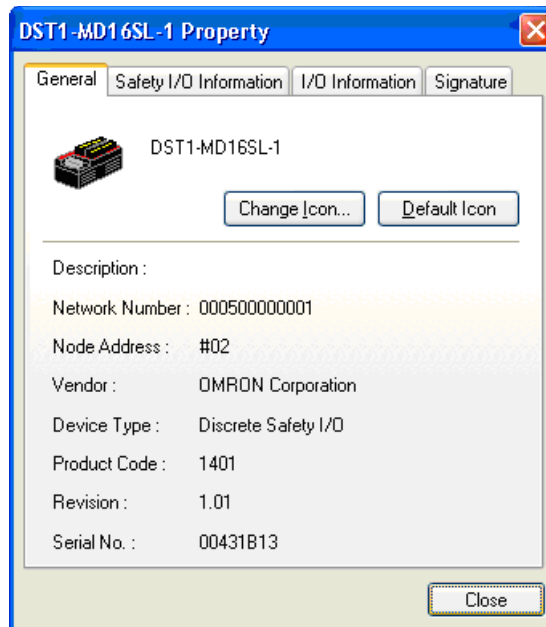 DST1-MD16SL-1 Property
General Safety I/O Information I/O Information Signature
DST1-MD16SL-1
Change Icon... Default Icon
Description :
Network Number : 000500000001
Node Address : #02
Vendor : OMRON Corporation
Device Type : Discrete Safety I/O
Product Code : 1401
Revision : 1.01
Serial No. : 00431B13
Close